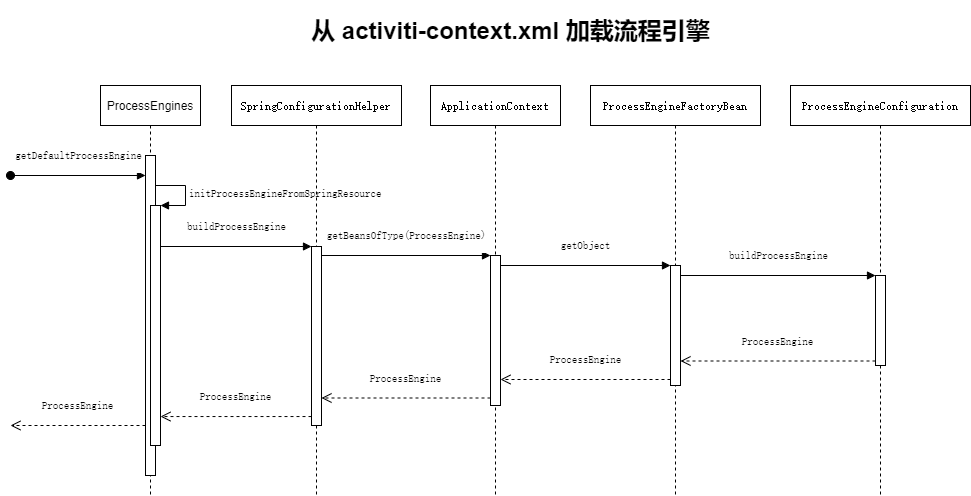 从 activiti-context.xml 加载流程引擎
ProcessEngines
SpringConfigurationHelper
ApplicationContext
ProcessEngineFactoryBean
ProcessEngineConfiguration
getDefaultProcessEngine
initProcessEngineFromSpringResource
buildProcessEngine
getBeansOfType(ProcessEngine)
getObject
buildProcessEngine
ProcessEngine
ProcessEngine
ProcessEngine
ProcessEngine
ProcessEngine